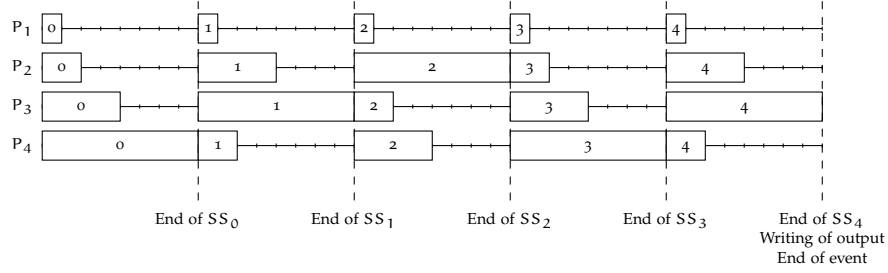 P1 0 1 2 3 4
P2 0 1 2 3 4
P3 0 1 2 3 4
P4 0 1 2 3 4
End of SS0 End of SS1 End of SS2 End of SS3 End of SS4
Writing of output
End of event